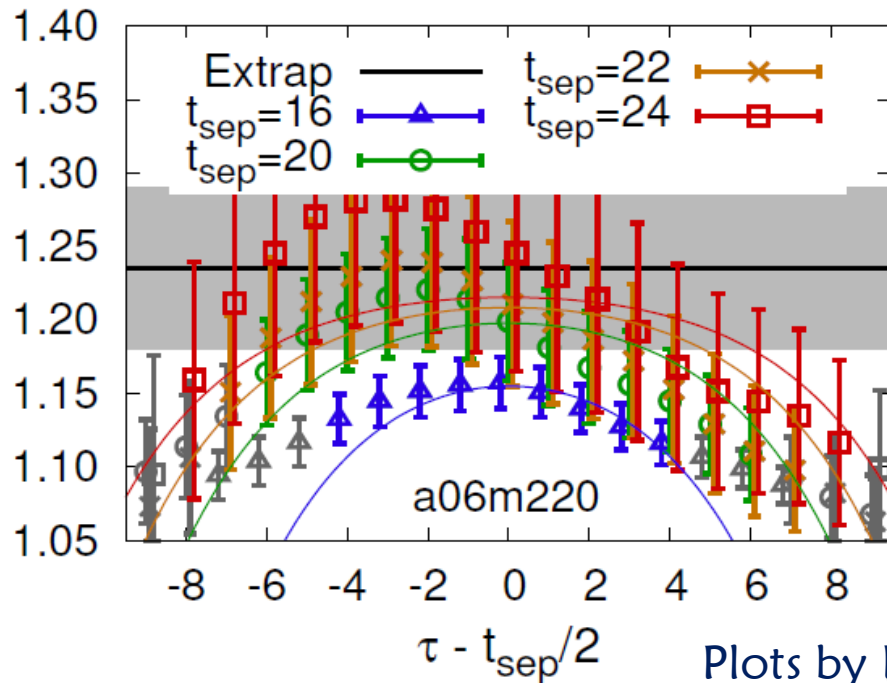 1.40
1.35
1.30
1.25
1.20
1.15
1.10
1.05
Extrap
t_sep=16
t_sep=20
t_sep=22
t_sep=24
a06m220
-8 -6 -4 -2 0 2 4 6 8
τ - t_sep/2
Plots by